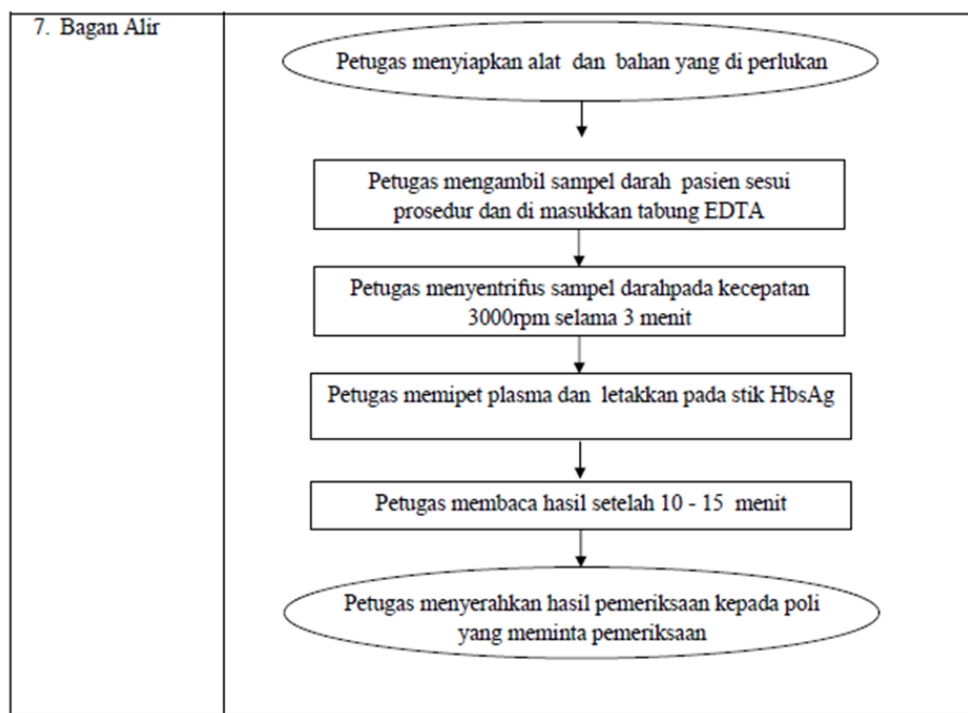 7. Bagan Alir
Petugas menyiapkan alat dan bahan yang di perlukan
Petugas mengambil sampel darah pasien sesui
prosedur dan di masukkan tabung EDTA
Petugas menyentrifus sampel darahpada kecepatan
3000rpm selama 3 menit
Petugas memipet plasma dan letakkan pada stik HbsAg
Petugas membaca hasil setelah 10 - 15 menit
Petugas menyerahkan hasil pemeriksaan kepada poli
yang meminta pemeriksaan